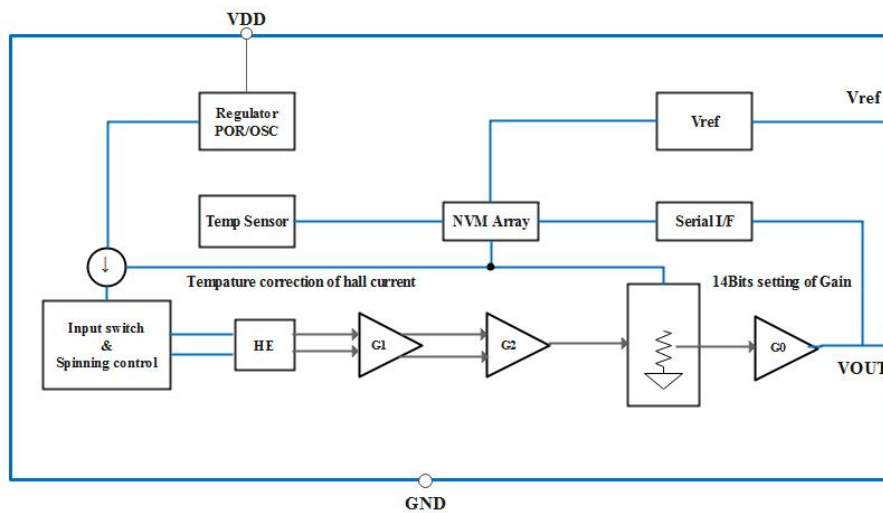 VDD
Regulator
POR/OSC
Vref
Vref
Temp Sensor
NVM Array
Serial I/F
Tempature correction of hall current
14Bits setting of Gain
Input switch
&
Spinning control
HE
G1
G2
G0
VOUT
GND